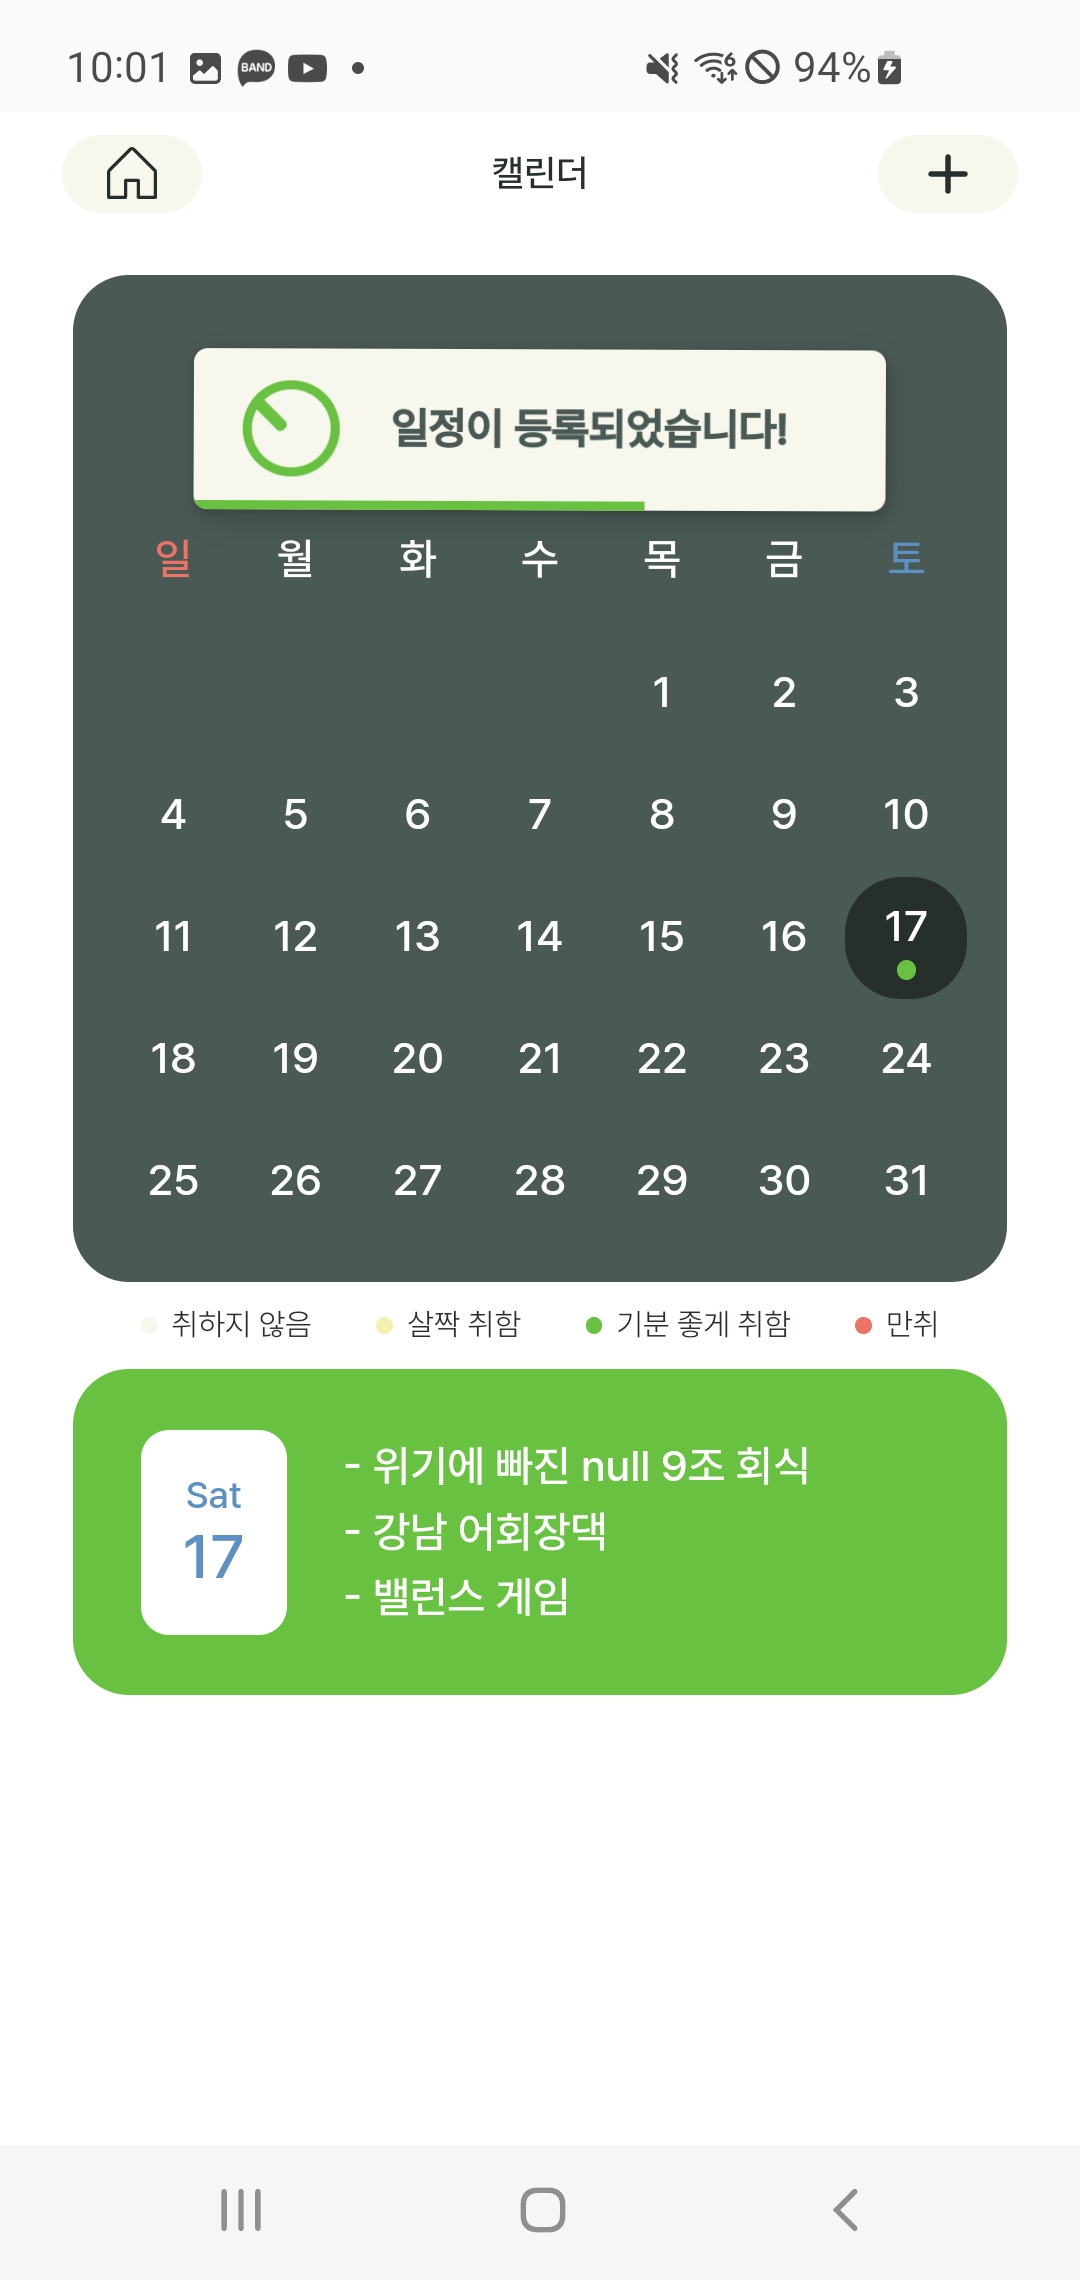 10:01 BAND 6 94%
캘린더
일정이 등록되었습니다!
일 월 화 수 목 금 토
1 2 3
4 5 6 7 8 9 10
11 12 13 14 15 16 17
18 19 20 21 22 23 24
25 26 27 28 29 30 31
취하지 않음 살짝 취함 기분 좋게 취함 만취
Sat
17
- 위기에 빠진 null 9조 회식
- 강남 어회장댁
- 밸런스 게임